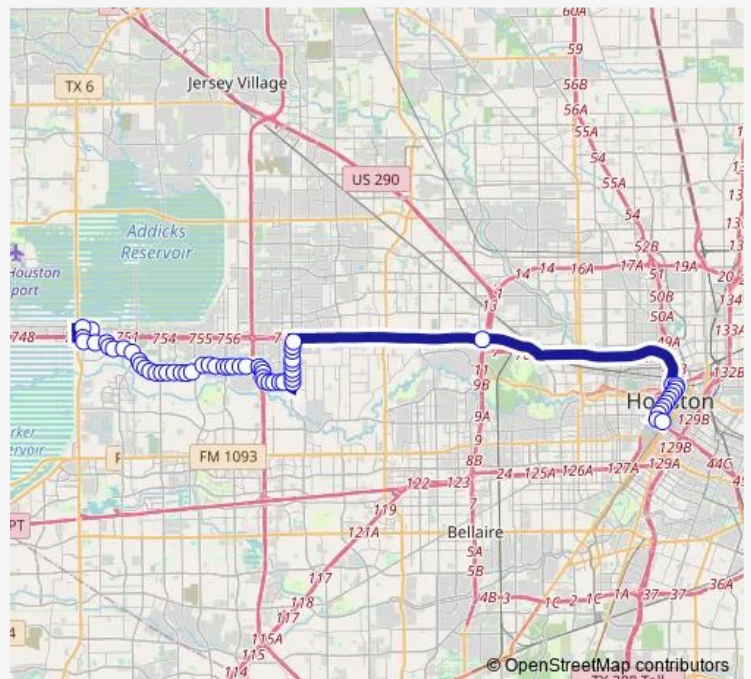 60A
59
TX 6
Jersey Village
56B
56A
55A
54
US 290
55A
54
52B
Addicks
Reservoir
14
14
16A
17A
51
19A
20
Houston
port
13
50B
50A
133A
748
751
754
755
756
49A
11
9B
132B
Houston
9A
129B
9
129B
FM 1093
8B
24
125A
126A
127A
129A
44C
122
123
7
119
PT
121A
Bellaire
5A
5B
117
36A
118
4B
3
1C
2
1C
1A
37
37
117
4
115A
115
114
© OpenStreetMap contributors